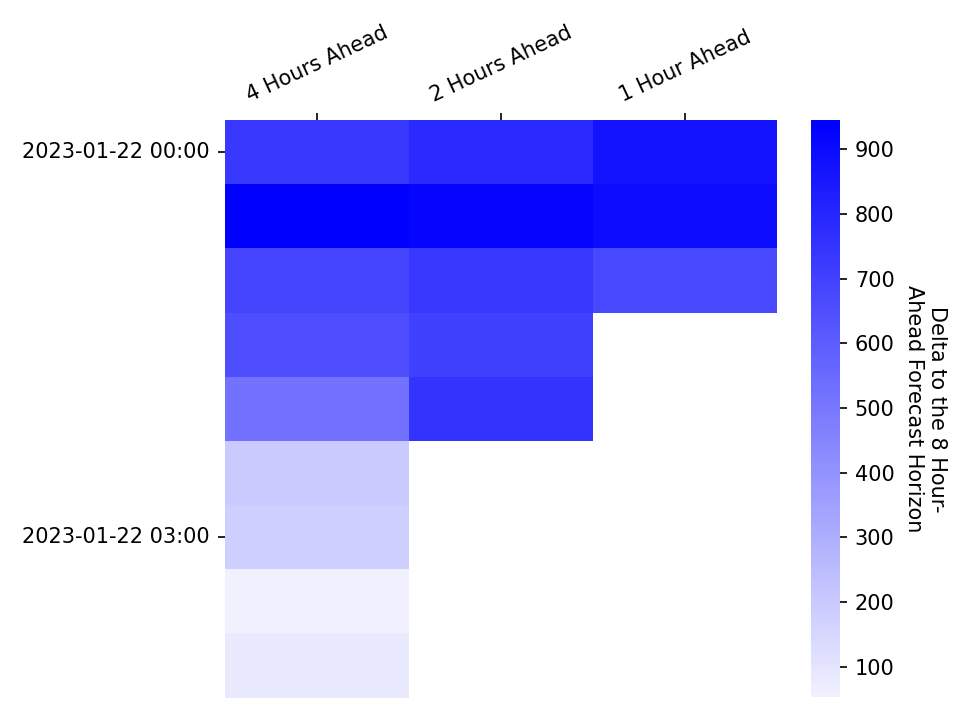 4 Hours Ahead
2 Hours Ahead
1 Hour Ahead
2023-01-22 00:00
2023-01-22 03:00
900
800
700
600
500
400
300
200
100
Delta to the 8 Hour-
Ahead Forecast Horizon